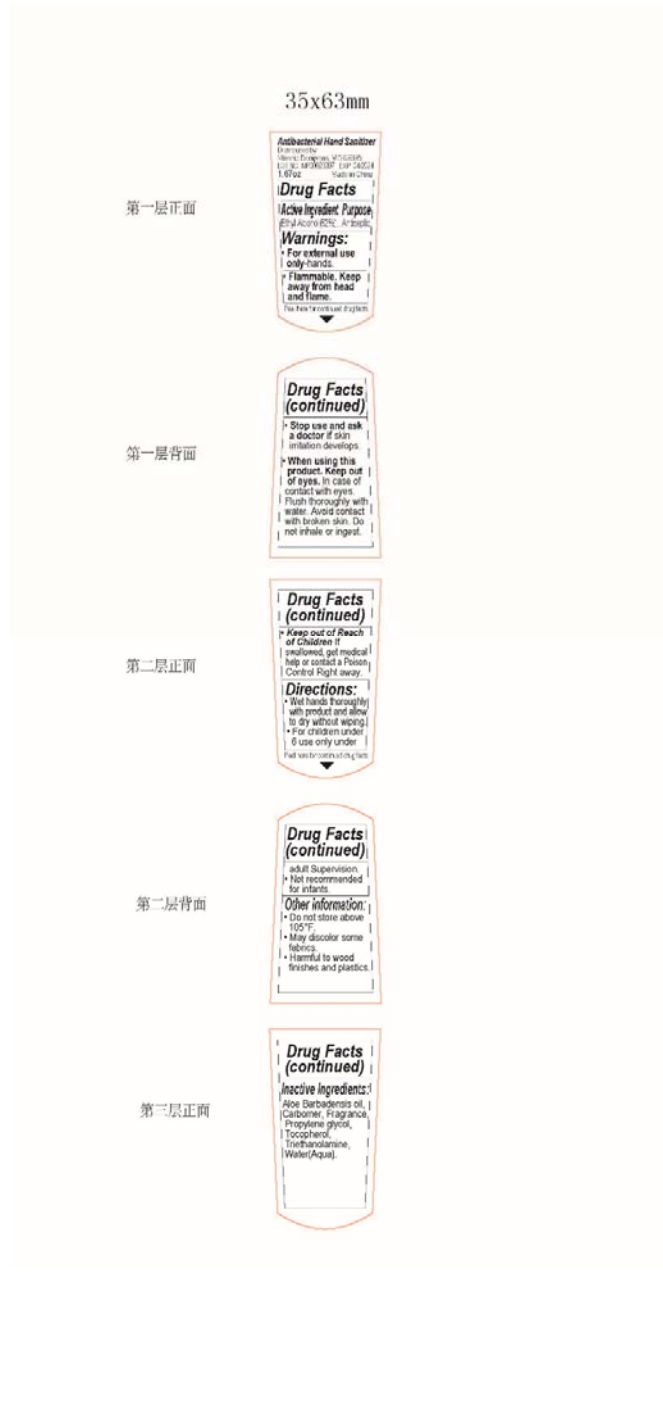 35x63mm
第一层正面
Antibacterial Hand Sanitizer
Distributed by
1.67oz Made in China
Drug Facts
Active Ingredient Purpose
Antiseptic
Warnings:
• For external use
only-hands.
• Flammable. Keep
away from head
and flame.
▼
第一层背面
Drug Facts
(continued)
• Stop use and ask
a doctor if skin
irritation develops.
• When using this
product. Keep out
of eyes. In case of
contact with eyes.
Flush thoroughly with
water. Avoid contact
with broken skin. Do
not inhale or ingest.
第二层正面
Drug Facts
(continued)
• Keep out of Reach
of Children If
swallowed, get medical
help or contact a Poison
Control Right away.
Directions:
• Wet hands thoroughly
with product and allow
to dry without wiping.
• For children under
6 use only under
Peel here for continued drug facts
▼
第二层背面
Drug Facts
(continued)
adult Supervision.
• Not recommended
for infants.
Other information:
• Do not store above
105°F.
• May discolor some
fabrics.
• Harmful to wood
finishes and plastics.
第三层正面
Drug Facts
(continued)
Inactive Ingredients:
Aloe Barbadensis oil,
Carbomer, Fragrance,
Propylene glycol,
Tocopherol,
Triethanolamine,
Water(Aqua).